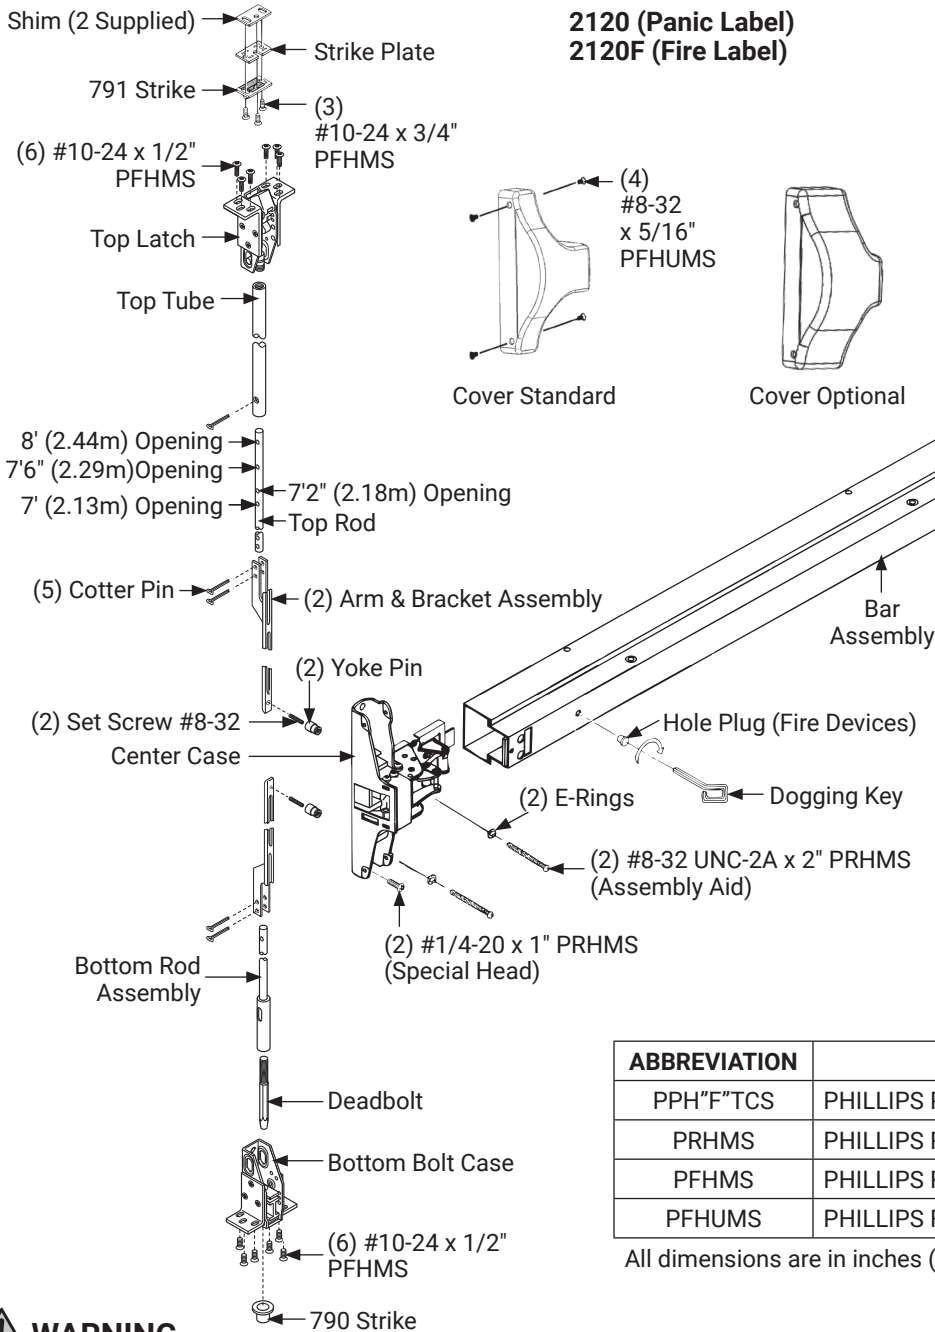 Shim (2 Supplied)
2120 (Panic Label)
2120F (Fire Label)
Strike Plate
791 Strike
(3)
#10-24 x 3/4"
PFHMS
(6) #10-24 x 1/2"
PFHMS
(4)
#8-32
x 5/16"
PFHUMS
Top Latch
Top Tube
Cover Standard
Cover Optional
8' (2.44m) Opening
7'6" (2.29m)Opening
7'2" (2.18m) Opening
7' (2.13m) Opening
Top Rod
(5) Cotter Pin
(2) Arm & Bracket Assembly
Bar
Assembly
(2) Yoke Pin
(2) Set Screw #8-32
Hole Plug (Fire Devices)
Center Case
(2) E-Rings
Dogging Key
(2) #8-32 UNC-2A x 2" PRHMS
(Assembly Aid)
(2) #1/4-20 x 1" PRHMS
(Special Head)
Bottom Rod
Assembly
ABBREVIATION
PPH"F"TCS PHILLIPS
PRHMS PHILLIPS
PFHMS PHILLIPS
PFHUMS PHILLIPS
All dimensions are in inches (
Deadbolt
Bottom Bolt Case
(6) #10-24 x 1/2"
PFHMS
790 Strike
WARNING